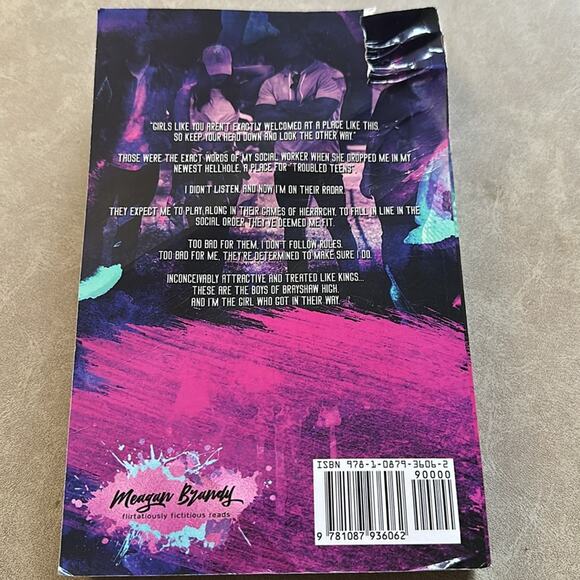 "GIRLS LIKE YOU AREN'T EXACTLY WELCOMED AT A PLACE LIKE THIS,
SO KEEP YOUR HEAD DOWN AND LOOK THE OTHER WAY."
THOSE WERE THE EXACT WORDS OF MY SOCIAL WORKER WHEN SHE DROPPED ME IN MY
NEWEST HELLHOLE, A PLACE FOR "TROUBLED TEENS".
I DIDN'T LISTEN, AND NOW I'M ON THEIR RADAR.
THEY EXPECT ME TO PLAY ALONG IN THEIR GAMES OF HIERARCHY, TO FALL IN LINE IN THE
SOCIAL ORDER THEY'VE DEEMED ME FIT.
TOO BAD FOR THEM, I DON'T FOLLOW RULES.
TOO BAD FOR ME, THEY'RE DETERMINED TO MAKE SURE I DO.
INCONCEIVABLY ATTRACTIVE AND TREATED LIKE KINGS...
THESE ARE THE BOYS OF BRAYSHAW HIGH.
AND I'M THE GIRL WHO GOT IN THEIR WAY.
Meagan Brandy
flirtatiously fictitious reads
ISBN 978-1-0879-3606-2
90000
9 781087 936062